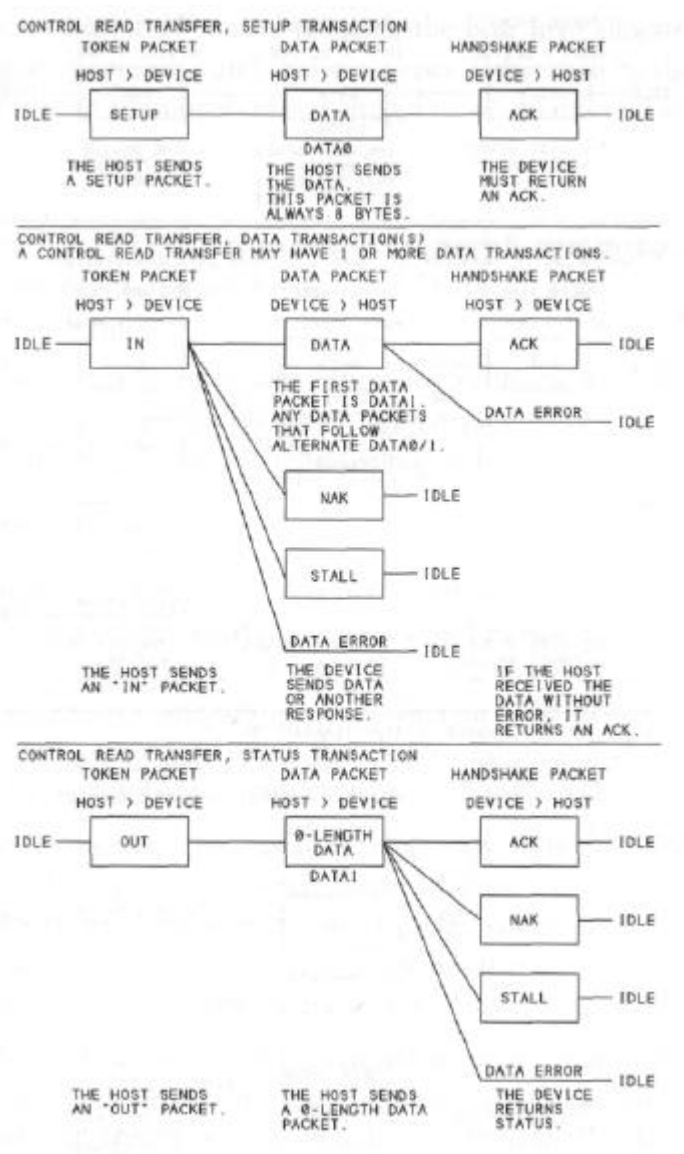 CONTROL READ TRANSFER, SETUP TRANSACTION
TOKEN PACKET DATA PACKET HANDSHAKE PACKET
HOST > DEVICE HOST > DEVICE DEVICE > HOST
IDLE SETUP DATA ACK IDLE
DATA0
THE HOST SENDS
A SETUP PACKET.
THE HOST SENDS
THE DATA.
THIS PACKET IS
ALWAYS 8 BYTES.
THE DEVICE
MUST RETURN
AN ACK.
CONTROL READ TRANSFER, DATA TRANSACTION(S)
A CONTROL READ TRANSFER MAY HAVE 1 OR MORE DATA TRANSACTIONS.
TOKEN PACKET DATA PACKET HANDSHAKE PACKET
HOST > DEVICE DEVICE > HOST HOST > DEVICE
IDLE IN DATA ACK IDLE
THE FIRST DATA
PACKET IS DATA1.
ANY DATA PACKETS
THAT FOLLOW
ALTERNATE DATA0/1.
DATA ERROR IDLE
NAK IDLE
STALL IDLE
DATA ERROR IDLE
THE HOST SENDS
AN "IN" PACKET.
THE DEVICE
SENDS DATA
OR ANOTHER
RESPONSE.
IF THE HOST
RECEIVED THE
DATA WITHOUT
ERROR, IT
RETURNS AN ACK.
CONTROL READ TRANSFER, STATUS TRANSACTION
TOKEN PACKET DATA PACKET HANDSHAKE PACKET
HOST > DEVICE HOST > DEVICE DEVICE > HOST
IDLE OUT 0-LENGTH DATA ACK IDLE
DATA1
NAK IDLE
STALL IDLE
DATA ERROR IDLE
THE HOST SENDS
AN "OUT" PACKET.
THE HOST SENDS
A 0-LENGTH DATA
PACKET.
THE DEVICE
RETURNS
STATUS.